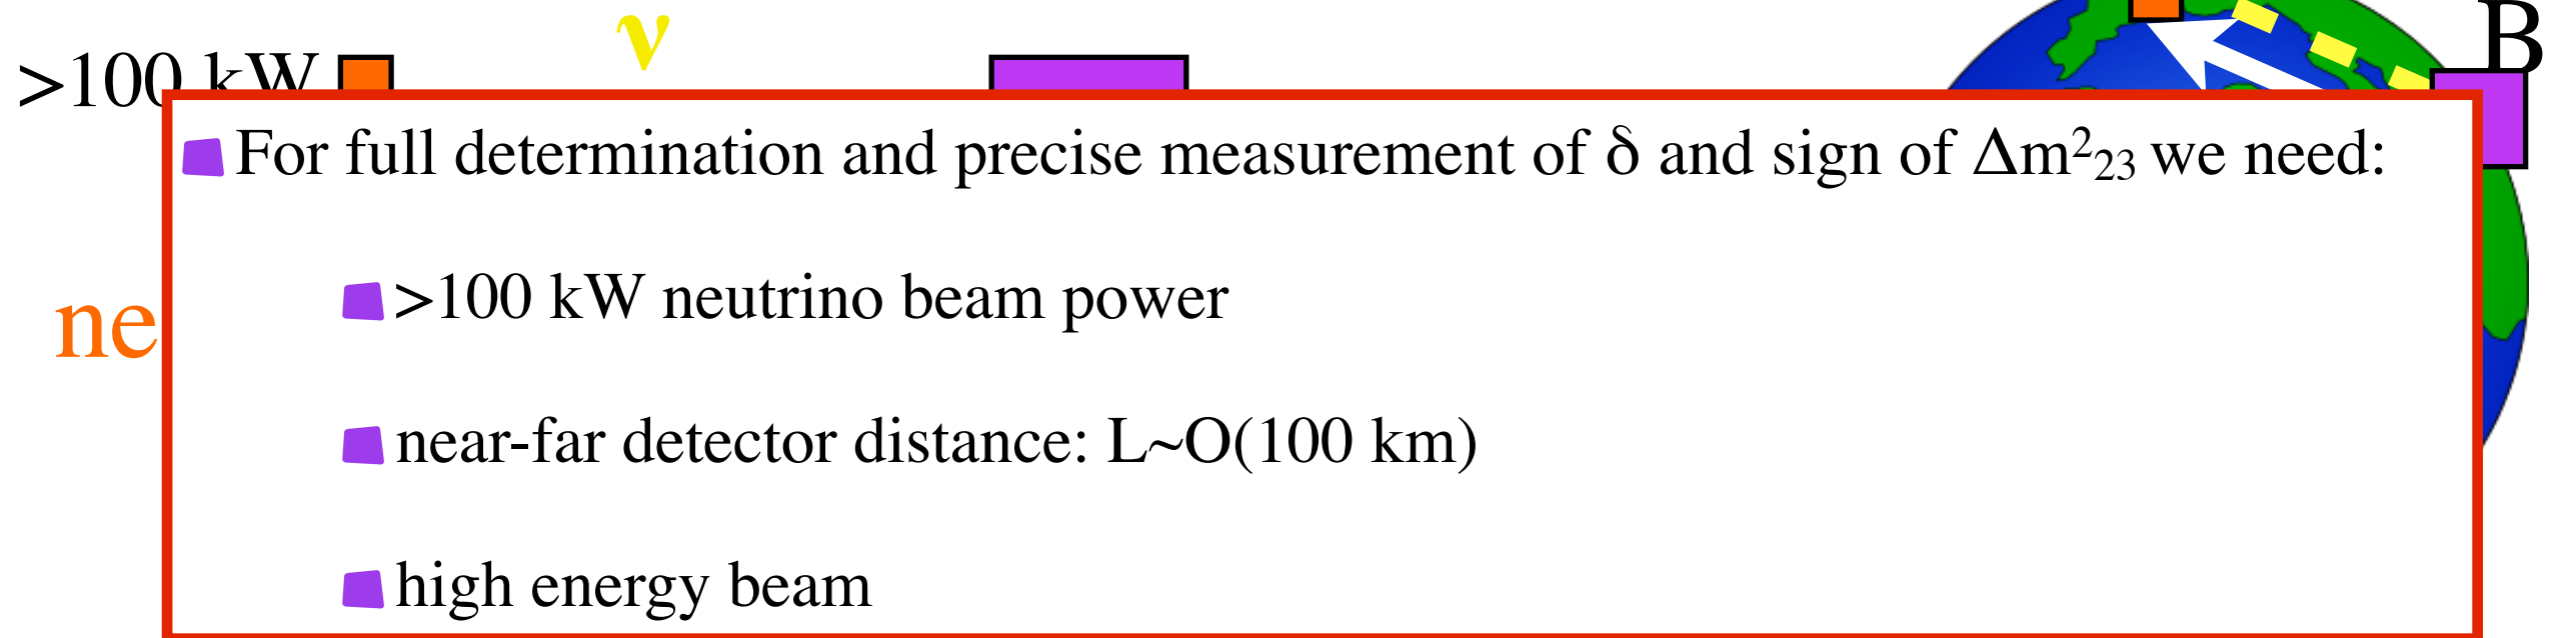 ν
B
>100 kW
For full determination and precise measurement of δ and sign of Δm²₂₃ we need:
>100 kW neutrino beam power
ne
near-far detector distance: L~O(100 km)
high energy beam